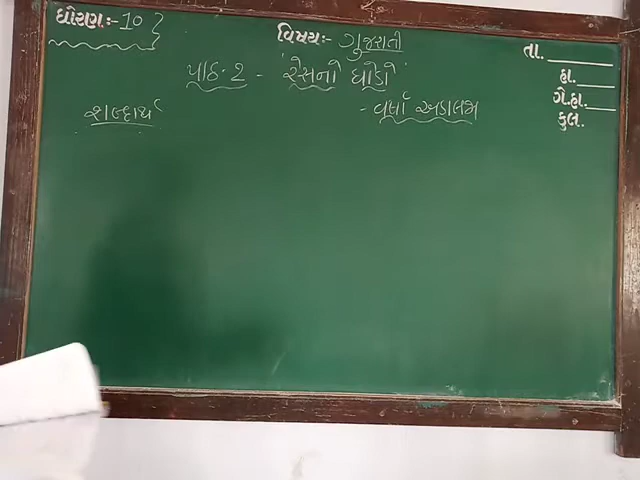 ધોરણઃ- 10
વિષયઃ- ગુજરાતી
તા.
પાઠ-2 - 'રેસનો ઘોડો'
હા.
ગે.હા.
શબ્દાર્થ
- વર્ષા અડાલજા
કુલ.